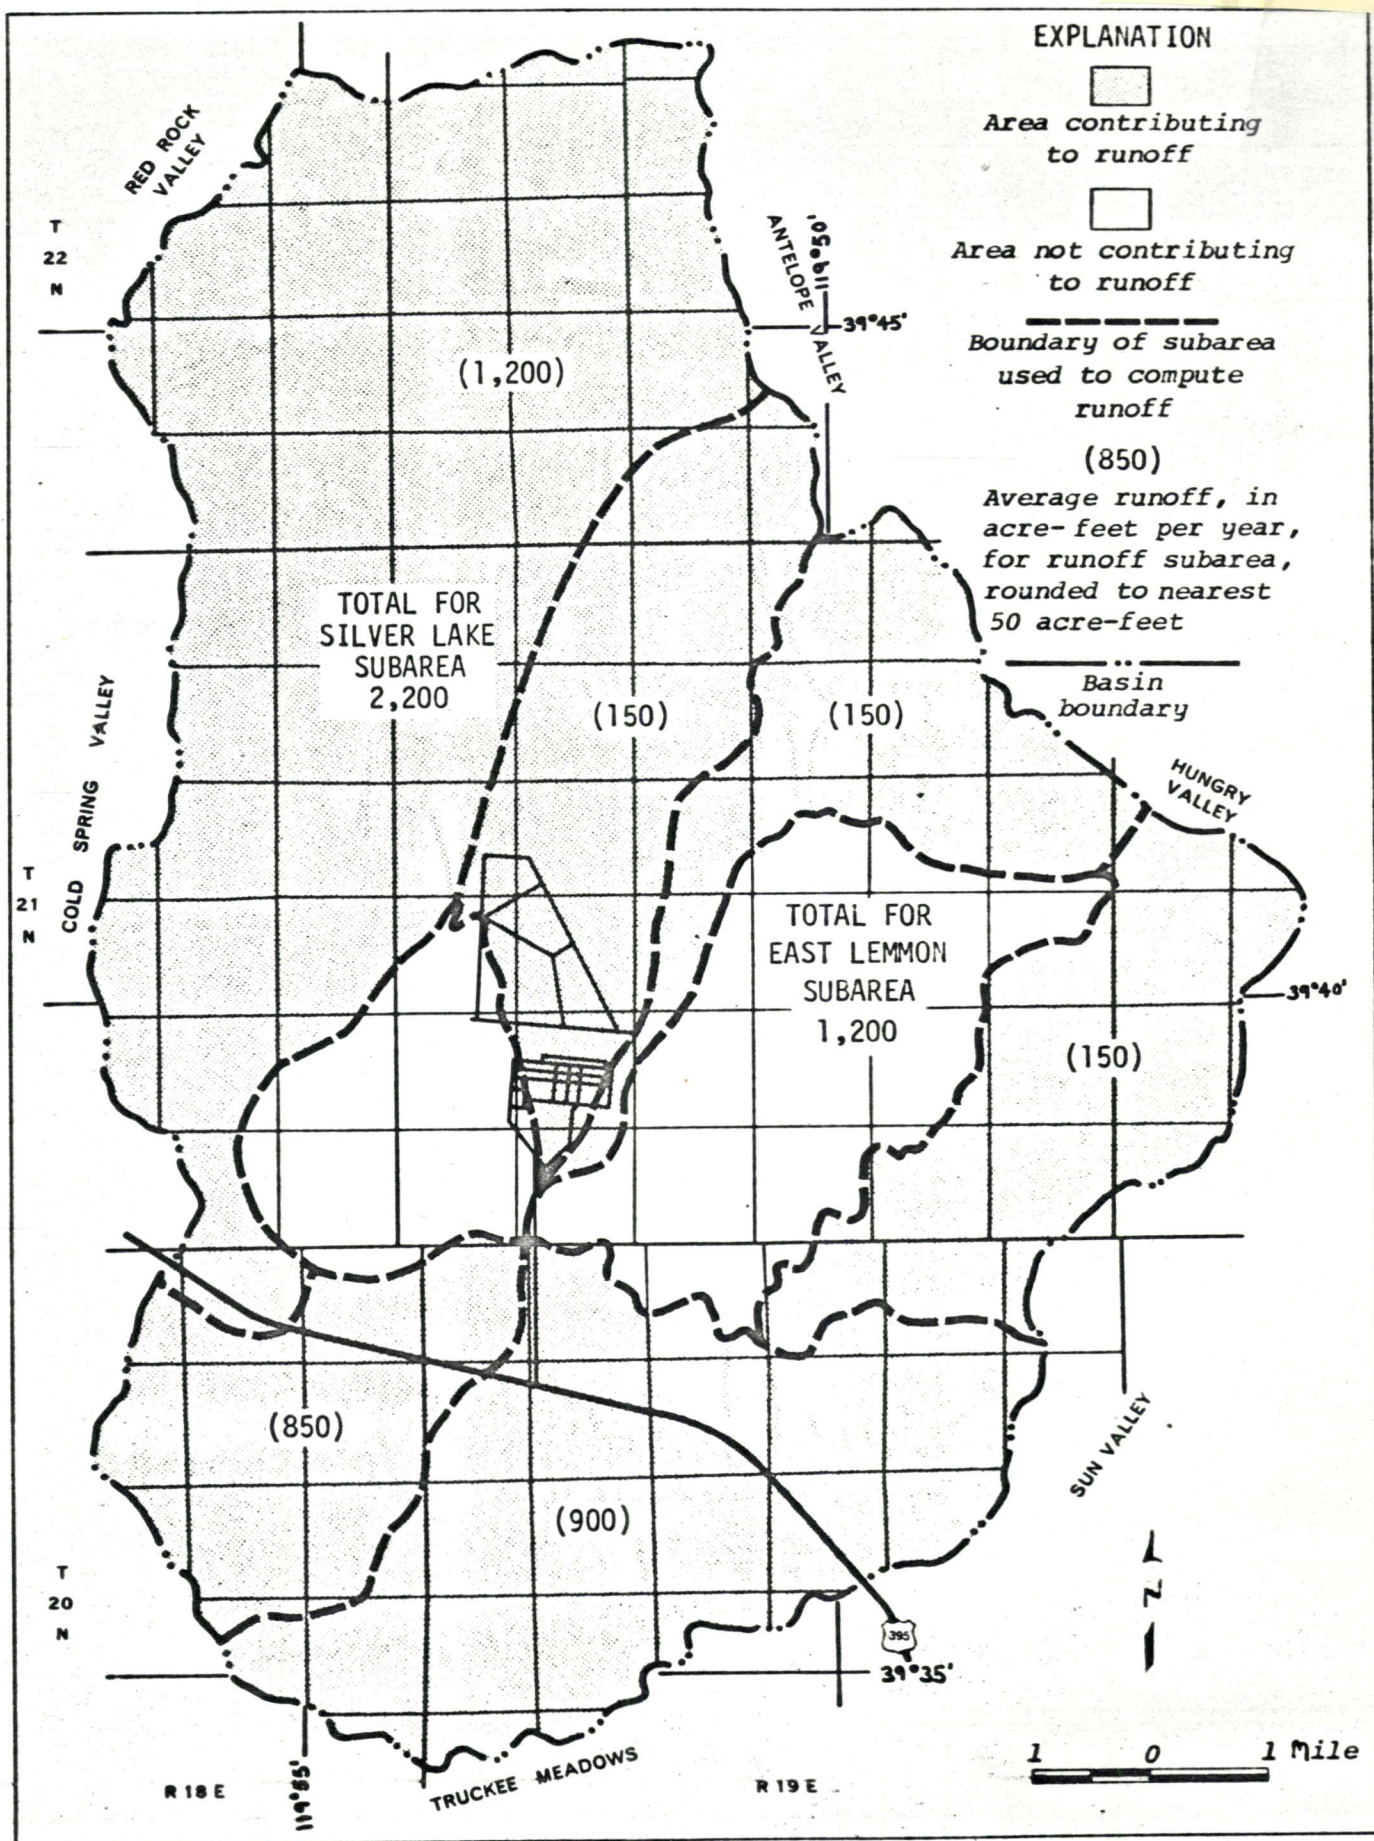 EXPLANATION
Area contributing
to runoff
Area not contributing
to runoff
Boundary of subarea
used to compute
runoff
(850)
Average runoff, in
acre-feet per year,
for runoff subarea,
rounded to nearest
50 acre-feet
Basin
boundary
RED ROCK
VALLEY
T
22
N
119°50'
ANTELOPE VALLEY
39°45'
(1,200)
TOTAL FOR
SILVER LAKE
SUBAREA
2,200
(150)
(150)
COLD SPRING VALLEY
HUNGRY
VALLEY
T
21
N
TOTAL FOR
EAST LEMMON
SUBAREA
1,200
39°40'
(150)
(850)
SUN VALLEY
(900)
T
20
N
N
395
39°35'
119°55'
TRUCKEE MEADOWS
R 18 E
R 19 E
1 0 1 Mile